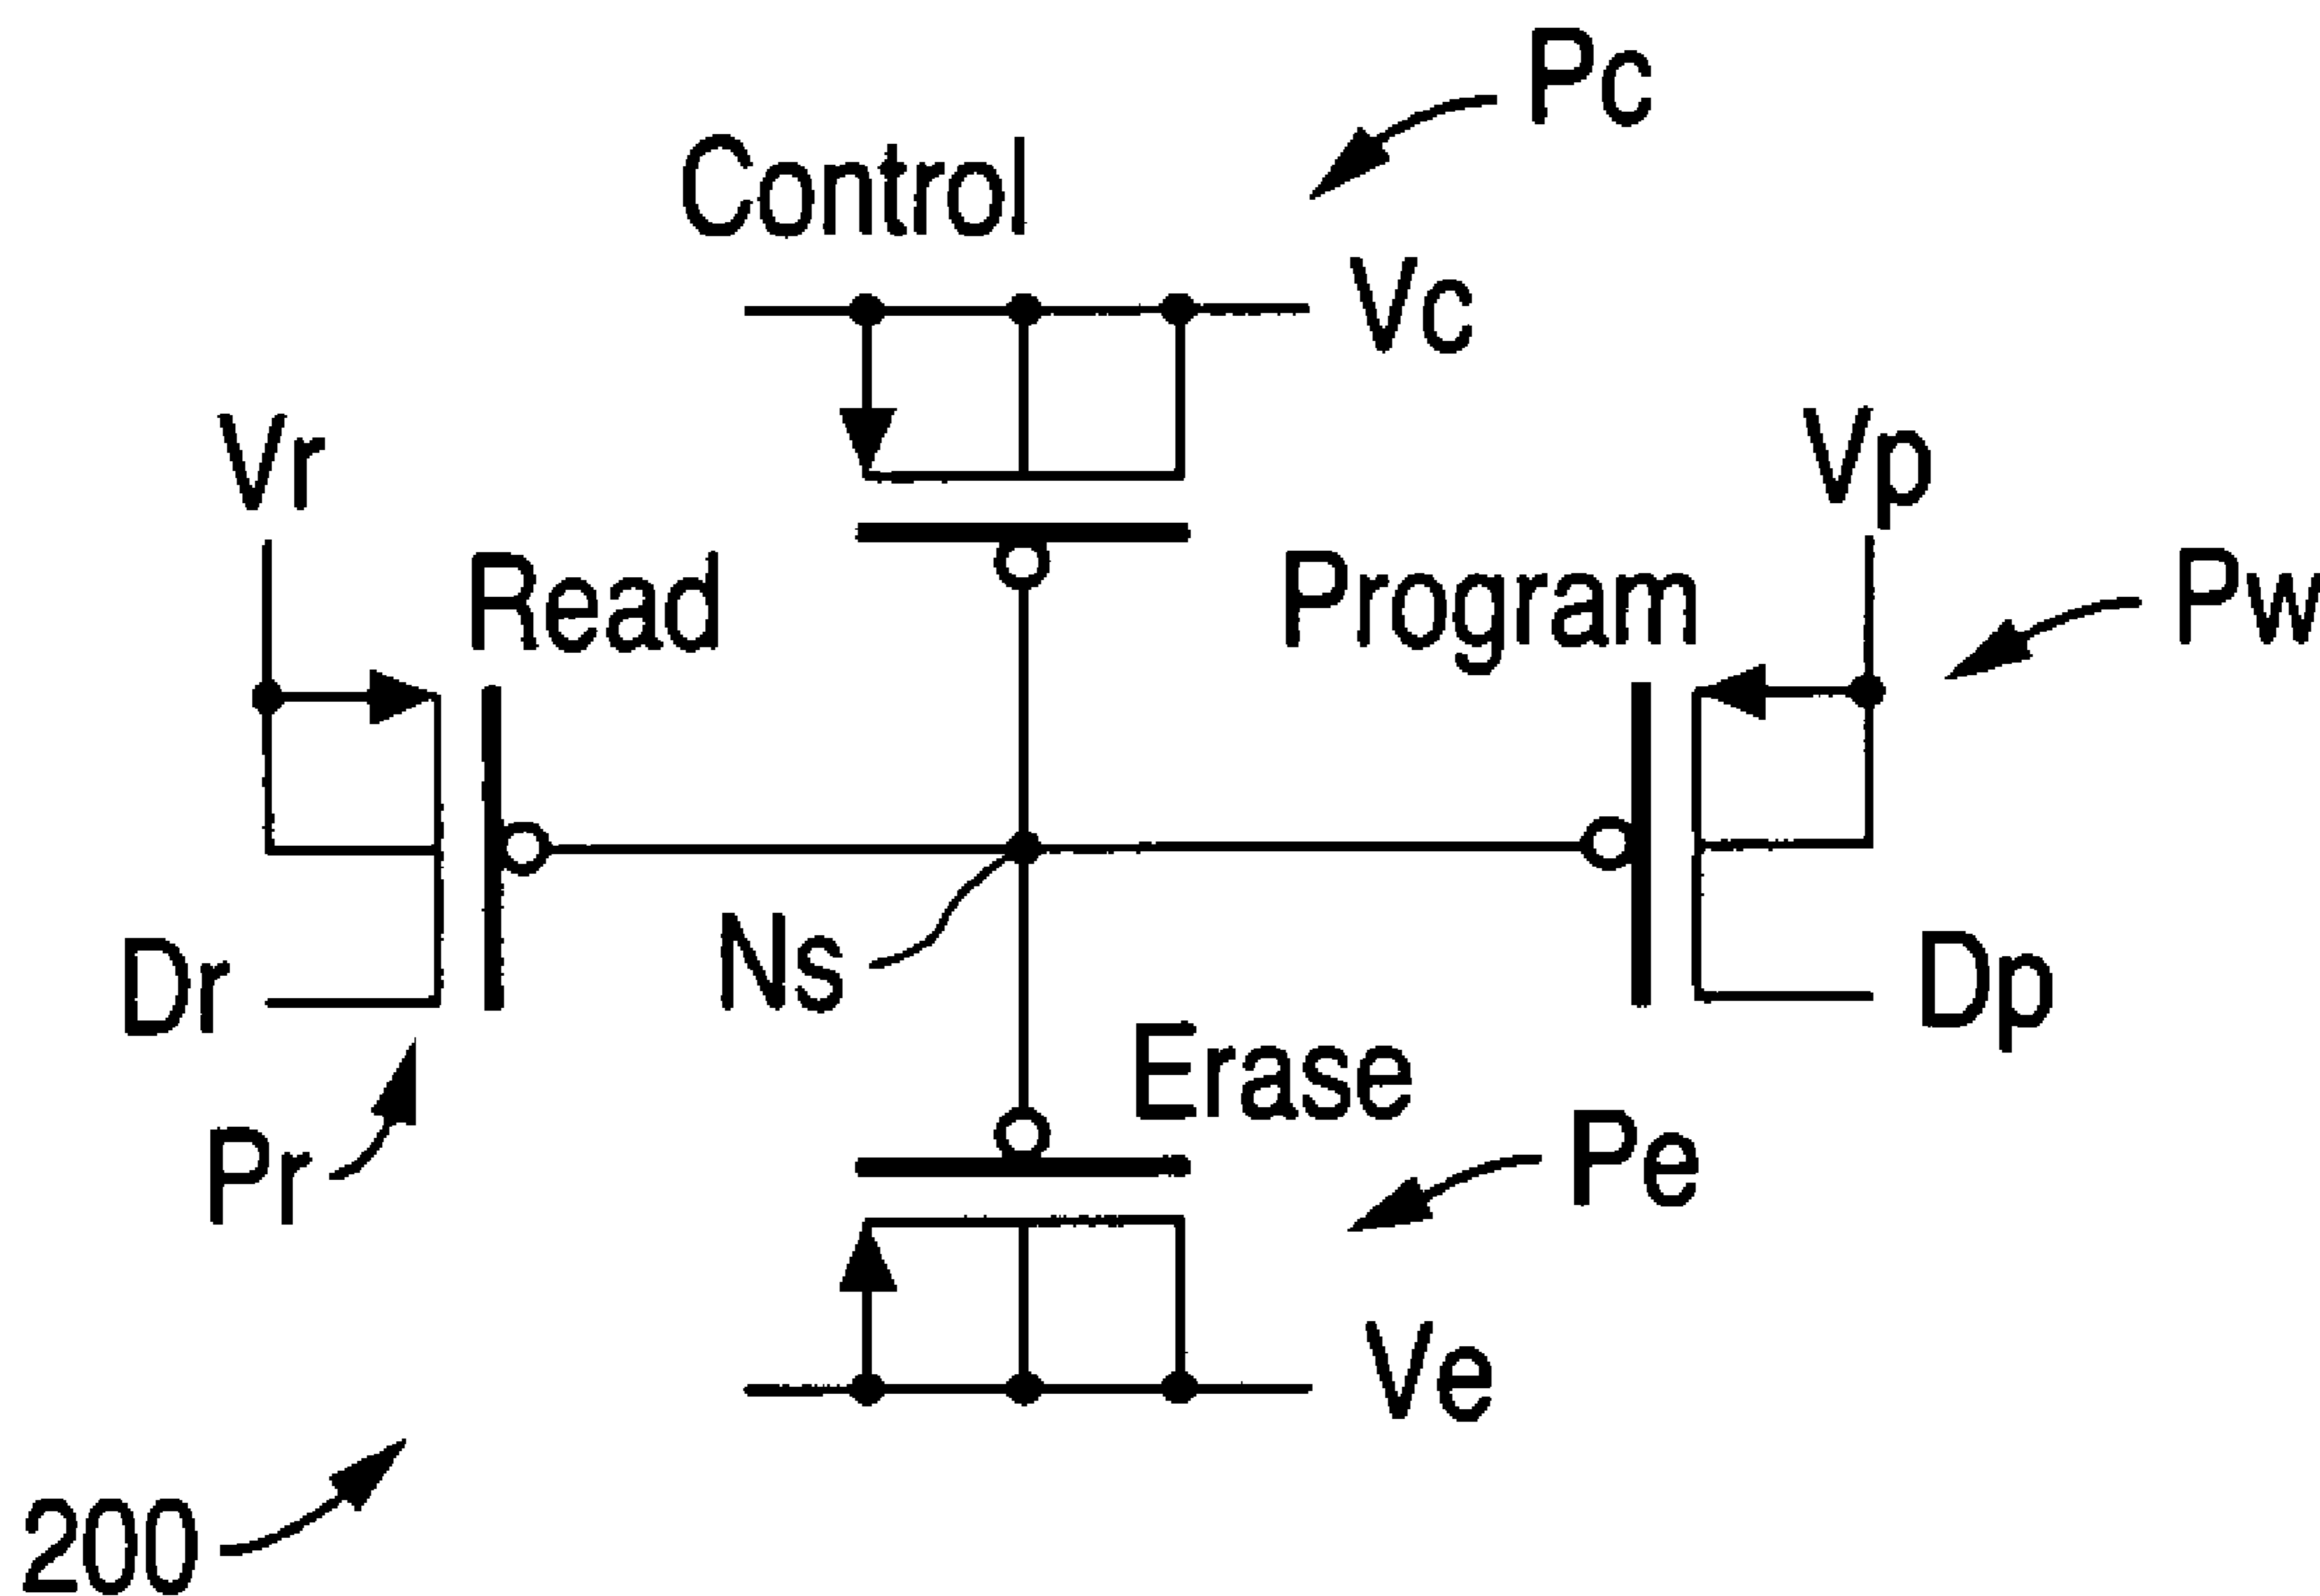 Pc
Control
Vc
Vr
Vp
Read
Program
Pw
Ns
Dr
Dp
Erase
Pr
Pe
Ve
200